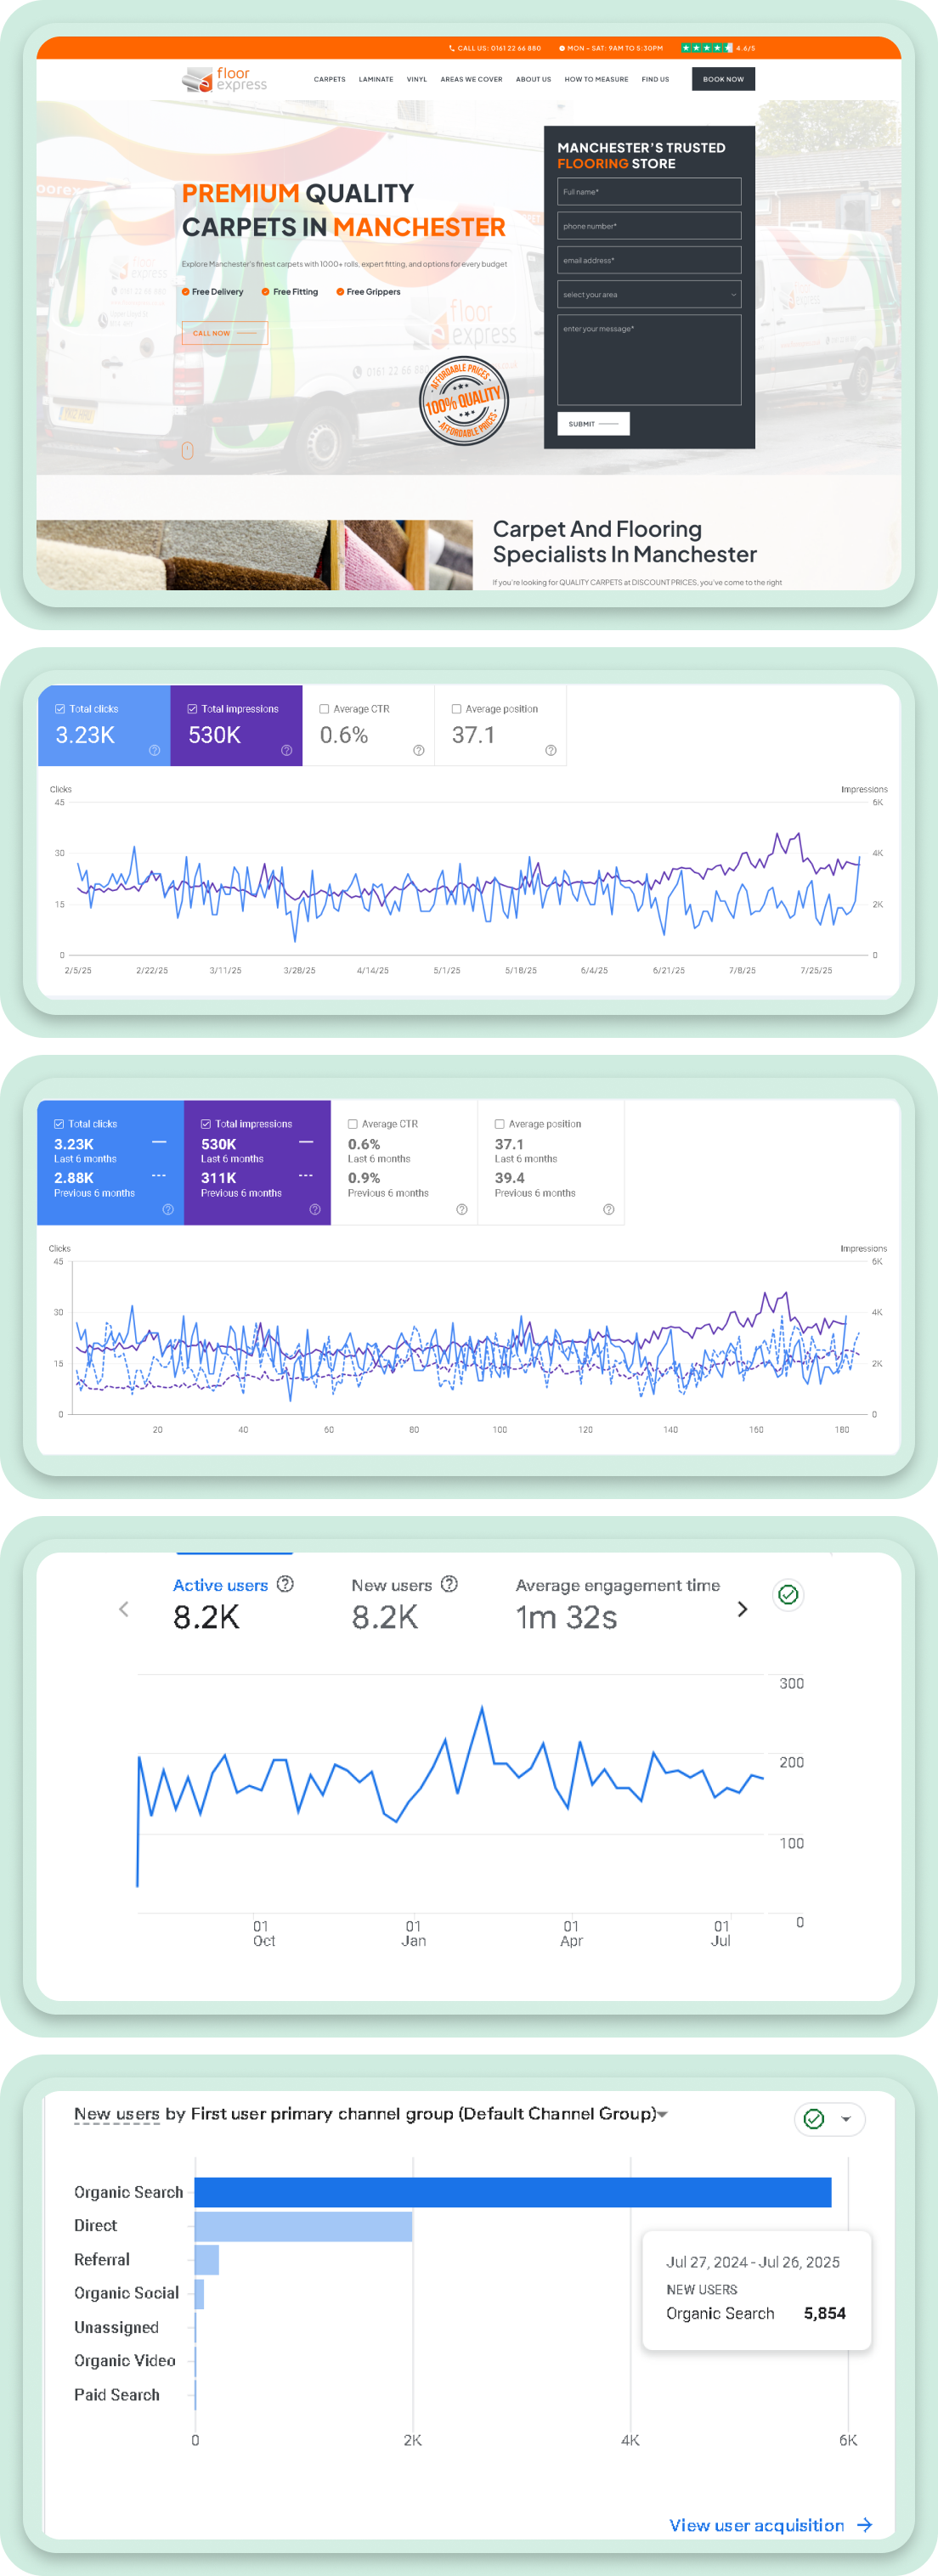 CALL US: 0161 22 66 880
MON - SAT: 9AM TO 5:30PM
4.6/5
floor
express
CARPETS
LAMINATE
VINYL
AREAS WE COVER
ABOUT US
HOW TO MEASURE
FIND US
BOOK NOW
PREMIUM QUALITY
CARPETS IN MANCHESTER
Explore Manchester's finest carpets with 1000+ rolls, expert fitting, and options for every budget
Free Delivery
Free Fitting
Free Grippers
CALL NOW
AFFORDABLE PRICES
100% QUALITY
AFFORDABLE PRICES
floor
express
0161 22 66 880
MANCHESTER'S TRUSTED
FLOORING STORE
Full name*
phone number*
email address*
select your area
enter your message*
SUBMIT
Carpet And Flooring
Specialists In Manchester
If you're looking for QUALITY CARPETS at DISCOUNT PRICES, you've come to the right
Total clicks
3.23K
Total impressions
530K
Average CTR
0.6%
Average position
37.1
Clicks
Impressions
45
30
15
0
6K
4K
2K
0
2/5/25
2/22/25
3/11/25
3/28/25
4/14/25
5/1/25
5/18/25
6/4/25
6/21/25
7/8/25
7/25/25
Total clicks
3.23K
Last 6 months
2.88K
Previous 6 months
Total impressions
530K
Last 6 months
311K
Previous 6 months
Average CTR
0.6%
Last 6 months
0.9%
Previous 6 months
Average position
37.1
Last 6 months
39.4
Previous 6 months
Clicks
Impressions
45
30
15
0
6K
4K
2K
0
20
40
60
80
100
120
140
160
180
Active users
8.2K
New users
8.2K
Average engagement time
1m 32s
300
200
100
0
01
Oct
01
Jan
01
Apr
01
Jul
New users by First user primary channel group (Default Channel Group)
Organic Search
Direct
Referral
Organic Social
Unassigned
Organic Video
Paid Search
0
2K
4K
6K
Jul 27, 2024 - Jul 26, 2025
NEW USERS
Organic Search 5,854
View user acquisition